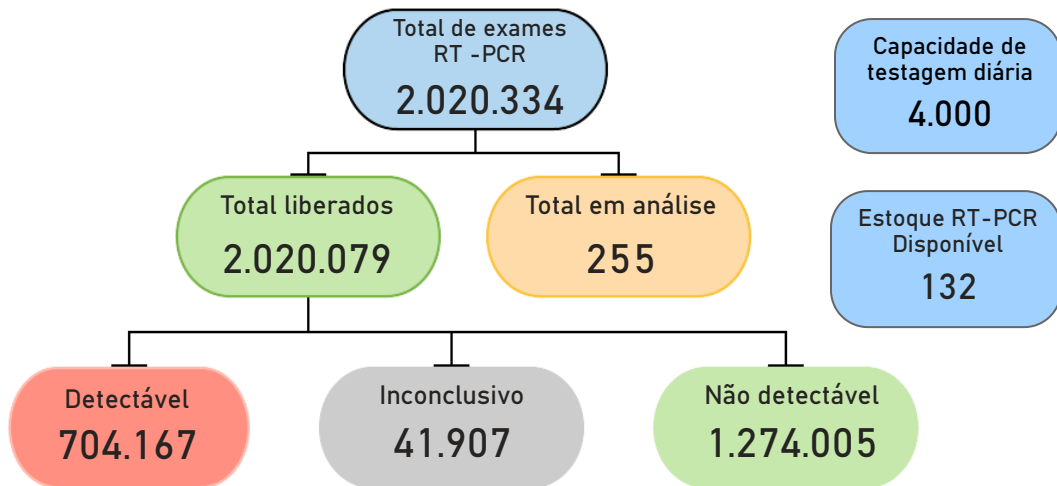 Total de exames
RT -PCR
2.020.334
Capacidade de
testagem diária
4.000
Total liberados
2.020.079
Total em análise
255
Estoque RT-PCR
Disponível
132
Detectável
704.167
Inconclusivo
41.907
Não detectável
1.274.005